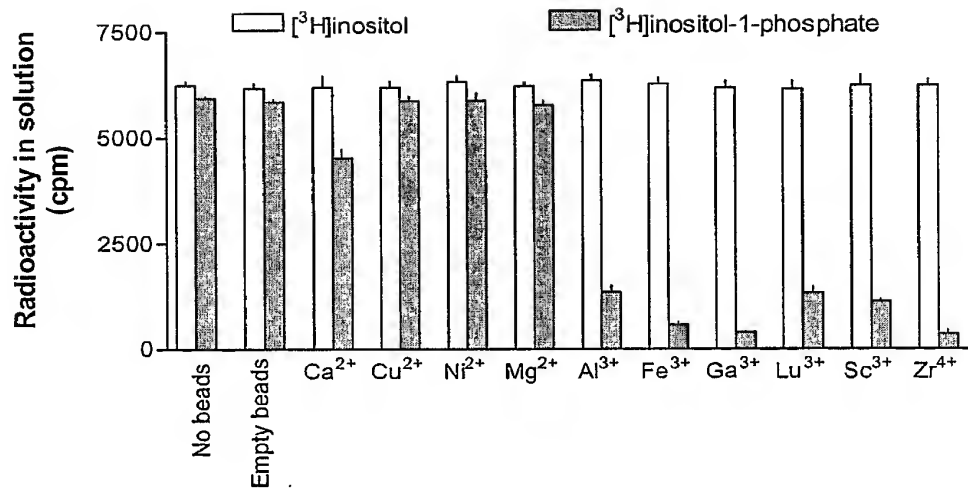 [³H]inositol
[³H]inositol-1-phosphate
Radioactivity in solution
(cpm)
7500
5000
2500
0
No beads
Empty beads
Ca²⁺
Cu²⁺
Ni²⁺
Mg²⁺
Al³⁺
Fe³⁺
Ga³⁺
Lu³⁺
Sc³⁺
Zr⁴⁺